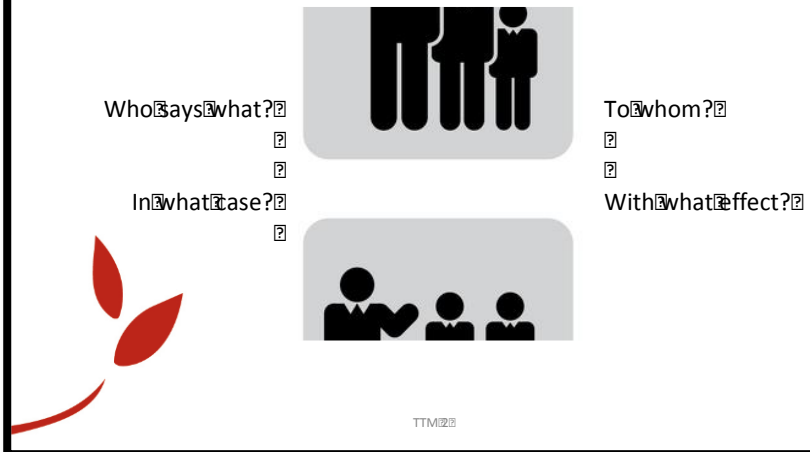 Who⍰says⍰what?⍰
⍰
⍰
In⍰what⍰case?⍰
⍰
To⍰whom?⍰
⍰
⍰
With⍰what⍰effect?⍰
TTM⍰2⍰